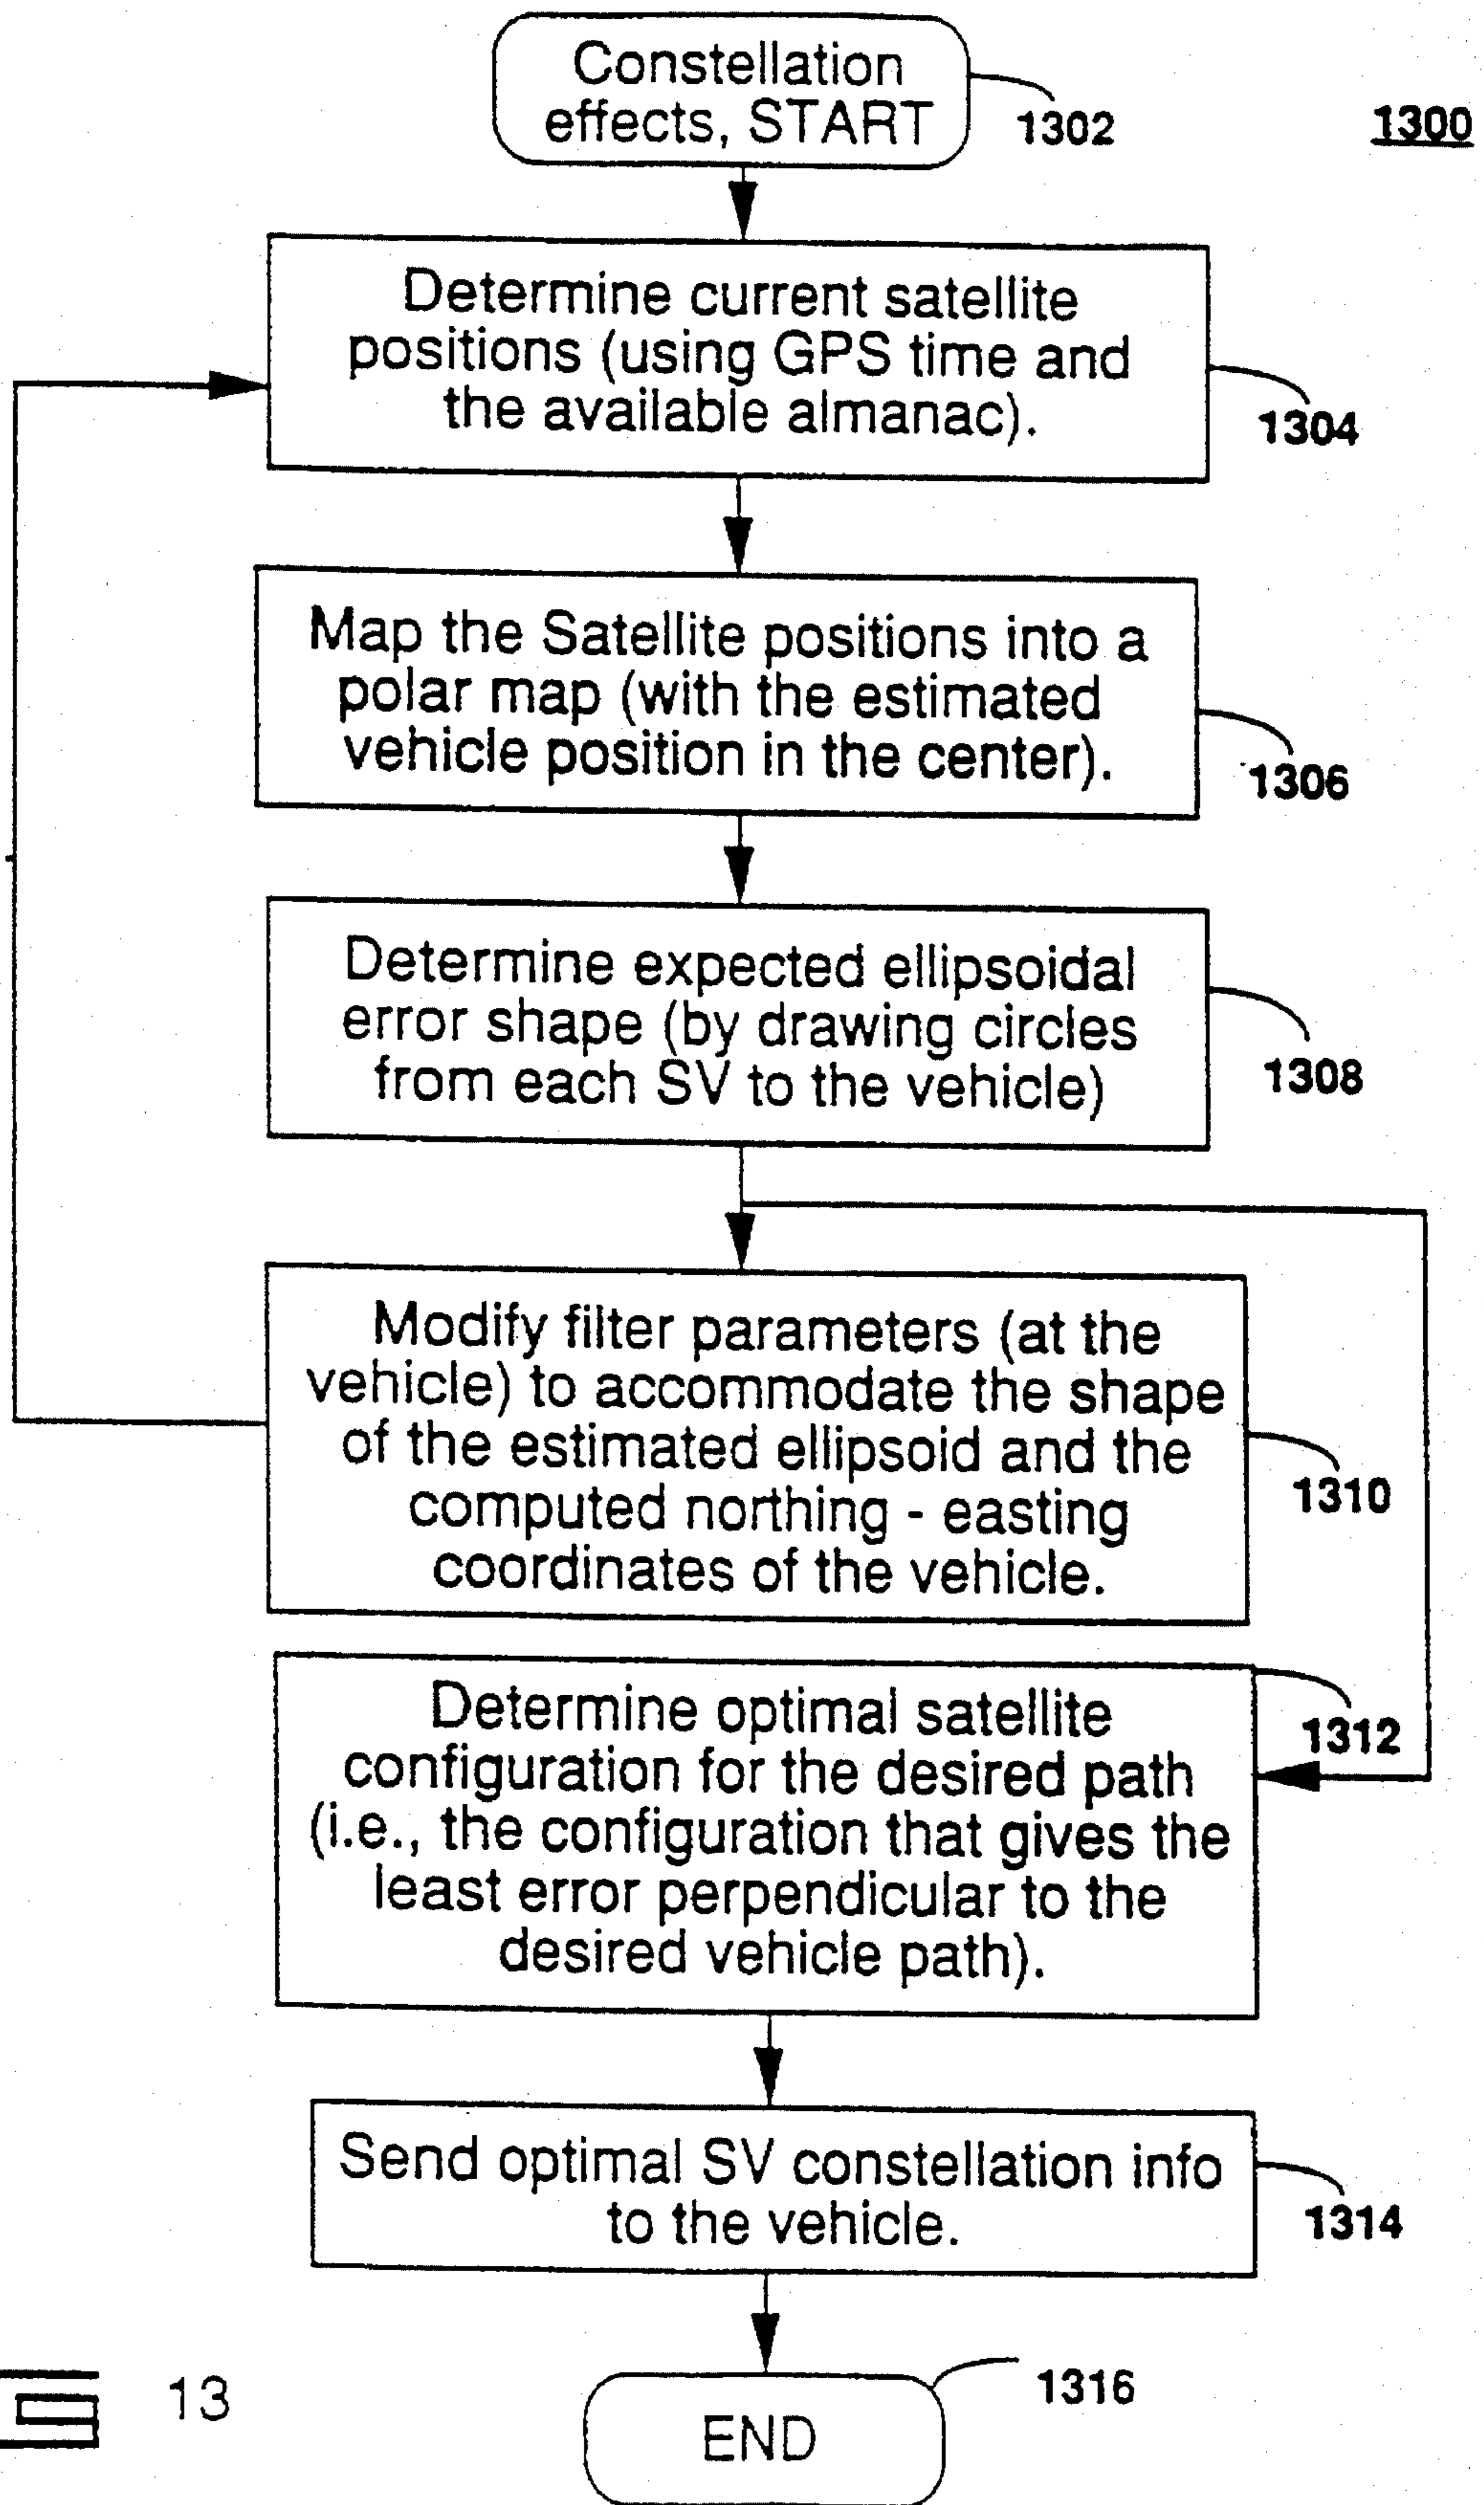 Constellation
effects, START
1302
1300
Determine current satellite
positions (using GPS time and
the available almanac).
1304
Map the Satellite positions into a
polar map (with the estimated
vehicle position in the center).
1306
Determine expected ellipsoidal
error shape (by drawing circles
from each SV to the vehicle)
1308
Modify filter parameters (at the
vehicle) to accommodate the shape
of the estimated ellipsoid and the
computed northing - easting
coordinates of the vehicle.
1310
Determine optimal satellite
configuration for the desired path
(i.e., the configuration that gives the
least error perpendicular to the
desired vehicle path).
1312
Send optimal SV constellation info
to the vehicle.
1314
13
END
1316